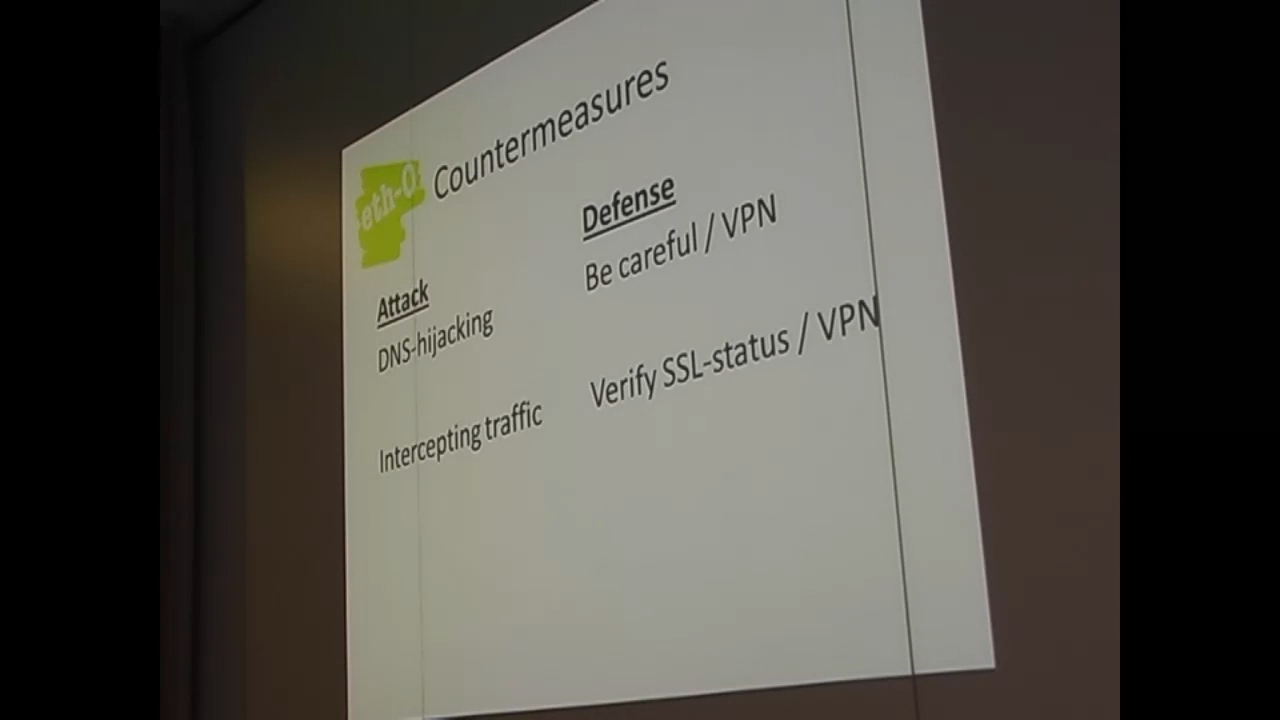 Countermeasures
eth-0
Attack
DNS-hijacking
Intercepting traffic
Defense
Be careful / VPN
Verify SSL-status / VPN